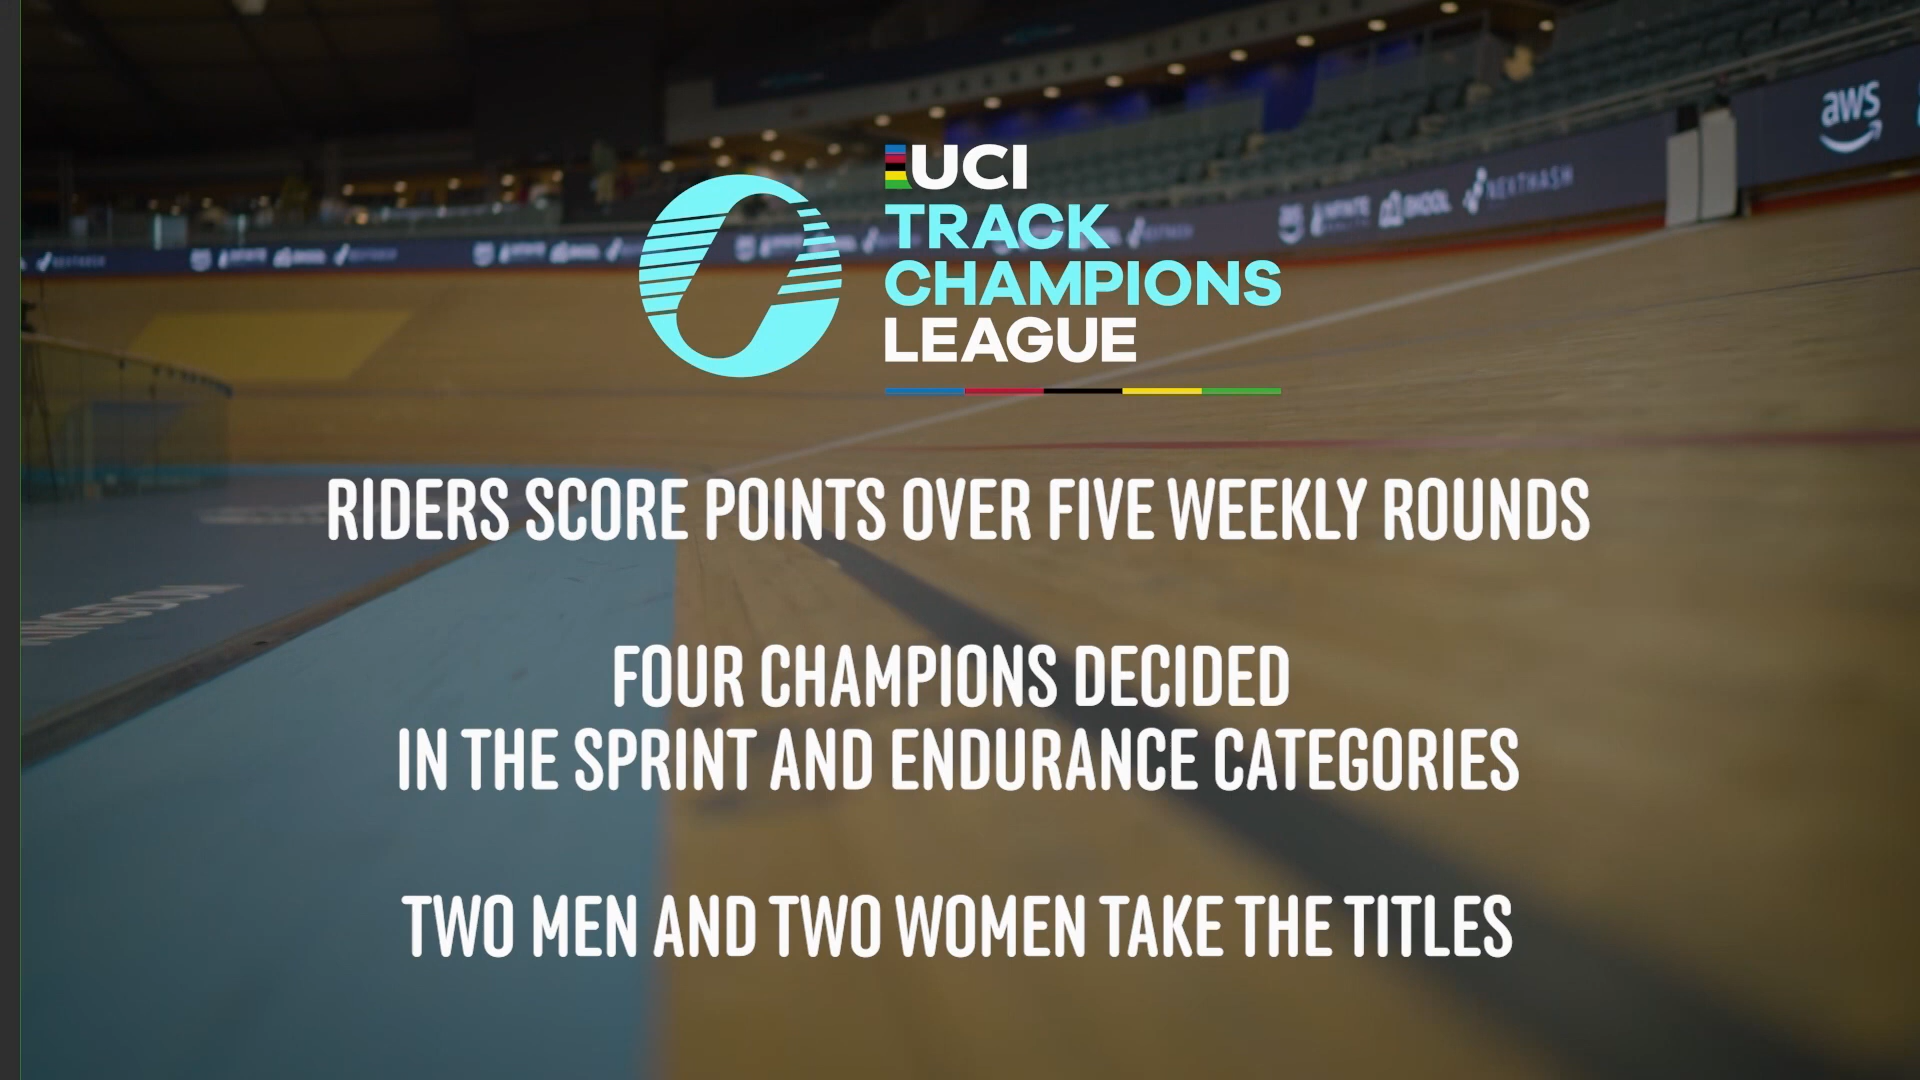 UCI
TRACK
CHAMPIONS
LEAGUE
aws
NEXTHASH
RIDERS SCORE POINTS OVER FIVE WEEKLY ROUNDS
FOUR CHAMPIONS DECIDED
IN THE SPRINT AND ENDURANCE CATEGORIES
TWO MEN AND TWO WOMEN TAKE THE TITLES